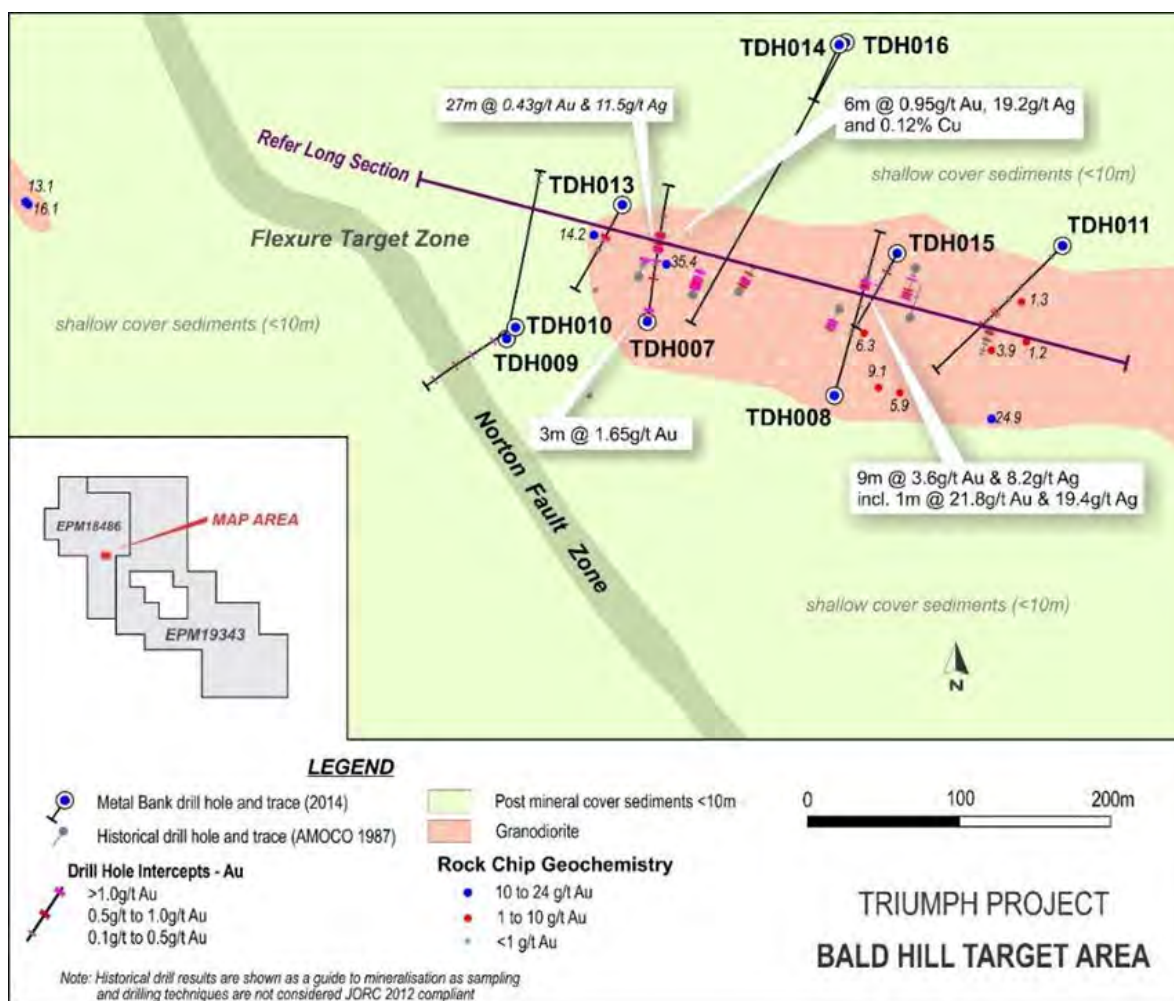 TDH014
TDH016
27m @ 0.43g/t Au & 11.5g/t Ag
6m @ 0.95g/t Au, 19.2g/t Ag
and 0.12% Cu
Refer Long Section
shallow cover sediments (<10m)
13.1
16.1
TDH013
TDH011
14.2
TDH015
Flexure Target Zone
35.4
1.3
shallow cover sediments (<10m)
TDH010
TDH009
TDH007
6.3
3.9
1.2
9.1
5.9
TDH008
24.9
3m @ 1.65g/t Au
Norton Fault Zone
9m @ 3.6g/t Au & 8.2g/t Ag
incl. 1m @ 21.8g/t Au & 19.4g/t Ag
EPM18486
MAP AREA
EPM19343
shallow cover sediments (<10m)
N
LEGEND
Metal Bank drill hole and trace (2014)
Historical drill hole and trace (AMOCO 1987)
Drill Hole Intercepts - Au
>1.0g/t Au
0.5g/t to 1.0g/t Au
0.1g/t to 0.5g/t Au
Post mineral cover sediments <10m
Granodiorite
Rock Chip Geochemistry
10 to 24 g/t Au
1 to 10 g/t Au
<1 g/t Au
0 100 200m
TRIUMPH PROJECT
BALD HILL TARGET AREA
Note: Historical drill results are shown as a guide to mineralisation as sampling
and drilling techniques are not considered JORC 2012 compliant